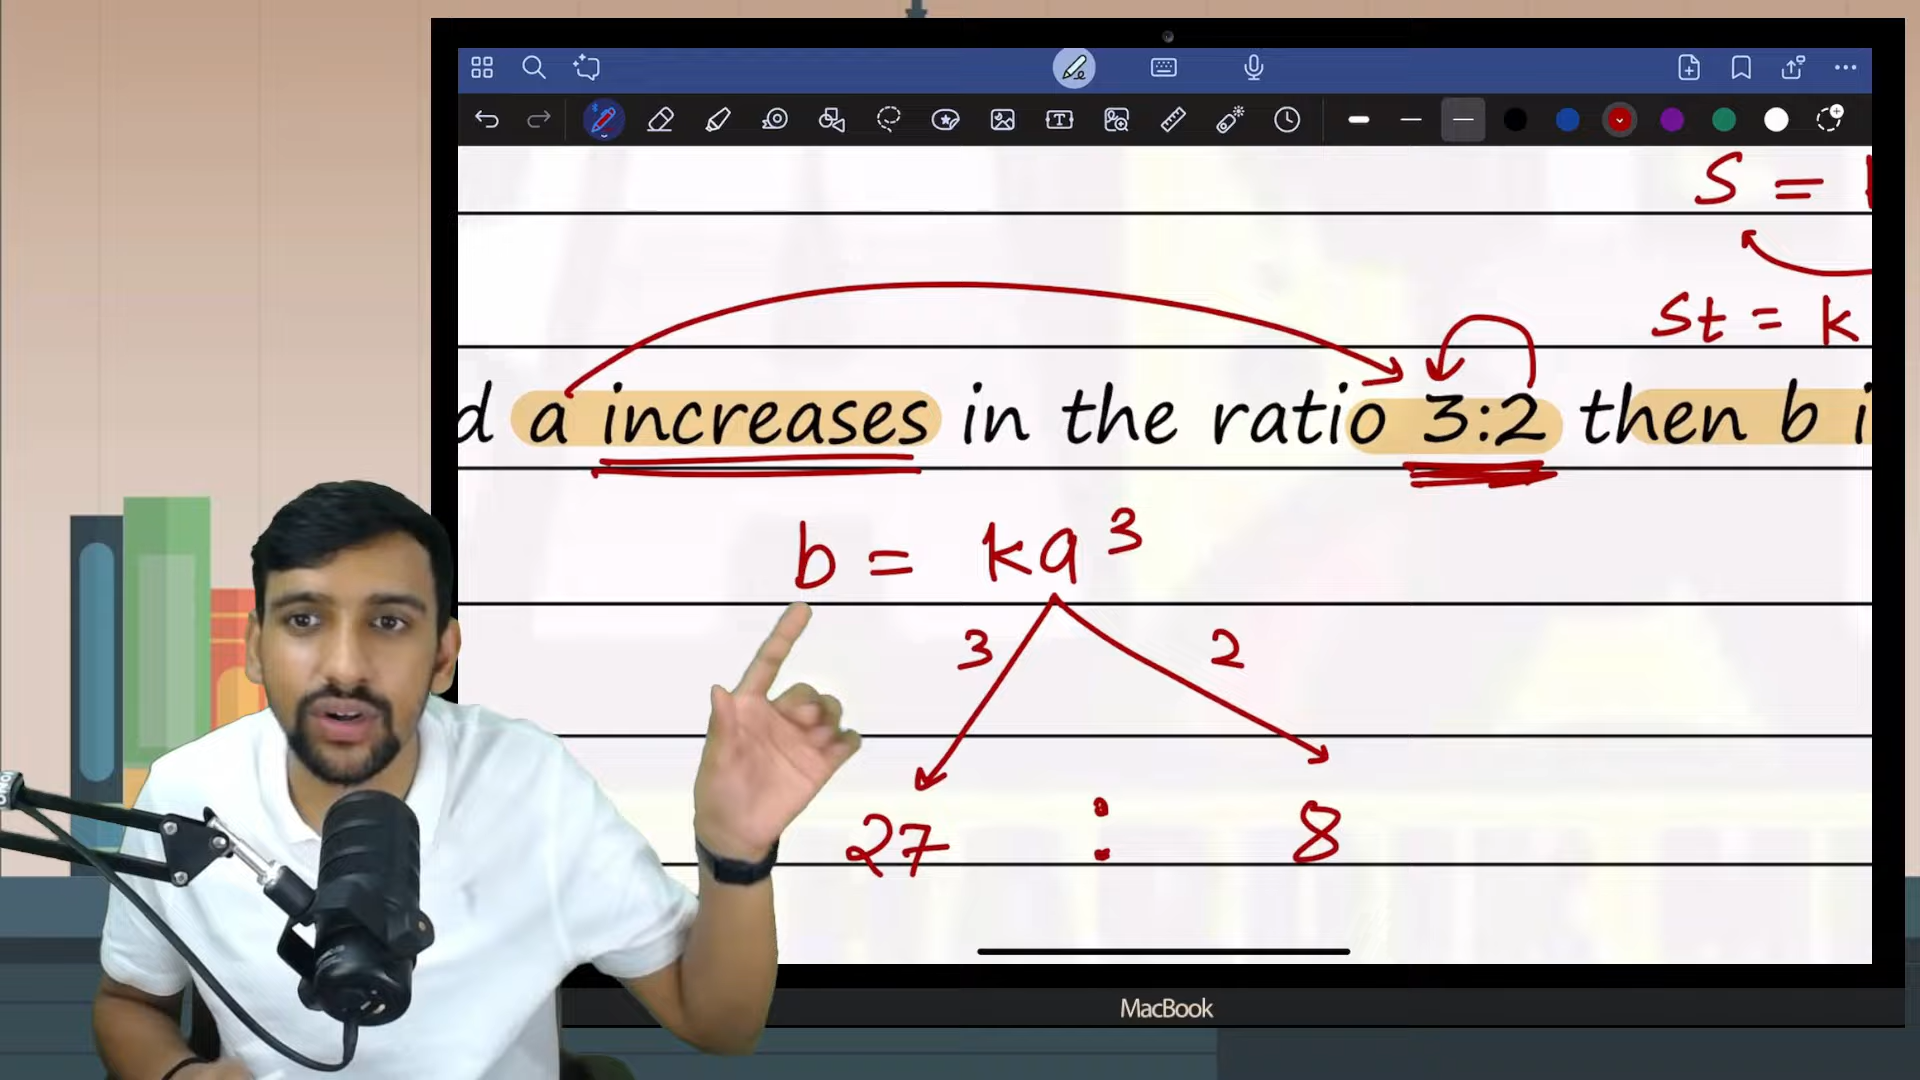 S =
St = k
d a increases in the ratio 3:2 then b i
b = ka³
3 2
27 : 8
MacBook